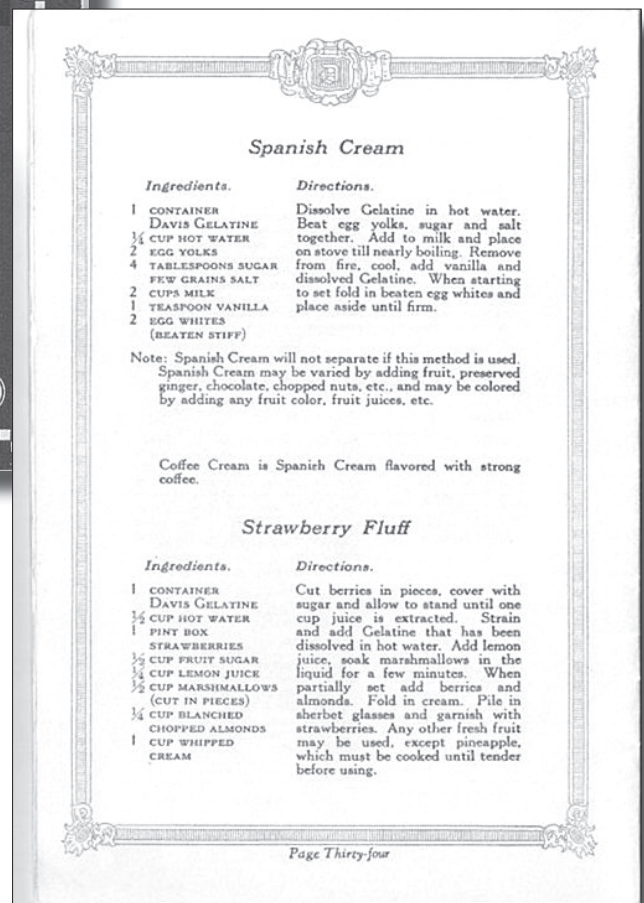 Spanish Cream
Ingredients.
1 CONTAINER
DAVIS GELATINE
¼ CUP HOT WATER
2 EGG YOLKS
4 TABLESPOONS SUGAR
FEW GRAINS SALT
2 CUPS MILK
1 TEASPOON VANILLA
2 EGG WHITES
(BEATEN STIFF)
Directions.
Dissolve Gelatine in hot water.
Beat egg yolks, sugar and salt
together. Add to milk and place
on stove till nearly boiling. Remove
from fire, cool, add vanilla and
dissolved Gelatine. When starting
to set fold in beaten egg whites and
place aside until firm.
Note: Spanish Cream will not separate if this method is used.
Spanish Cream may be varied by adding fruit, preserved
ginger, chocolate, chopped nuts, etc., and may be colored
by adding any fruit color, fruit juices, etc.
Coffee Cream is Spanish Cream flavored with strong
coffee.
Strawberry Fluff
Ingredients.
1 CONTAINER
DAVIS GELATINE
½ CUP HOT WATER
1 PINT BOX
STRAWBERRIES
½ CUP FRUIT SUGAR
¼ CUP LEMON JUICE
½ CUP MARSHMALLOWS
(CUT IN PIECES)
¼ CUP BLANCHED
CHOPPED ALMONDS
1 CUP WHIPPED
CREAM
Directions.
Cut berries in pieces, cover with
sugar and allow to stand until one
cup juice is extracted. Strain
and add Gelatine that has been
dissolved in hot water. Add lemon
juice, soak marshmallows in the
liquid for a few minutes. When
partially set add berries and
almonds. Fold in cream. Pile in
sherbet glasses and garnish with
strawberries. Any other fresh fruit
may be used, except pineapple,
which must be cooked until tender
before using.
Page Thirty-four